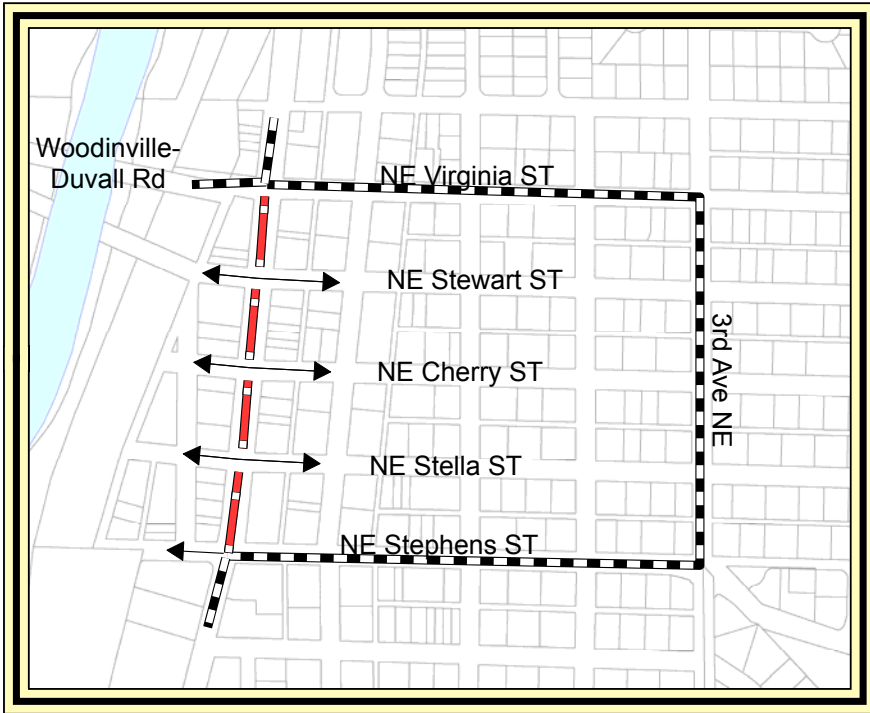 Woodinville-
Duvall Rd
NE Virginia ST
NE Stewart ST
3rd Ave NE
NE Cherry ST
NE Stella ST
NE Stephens ST